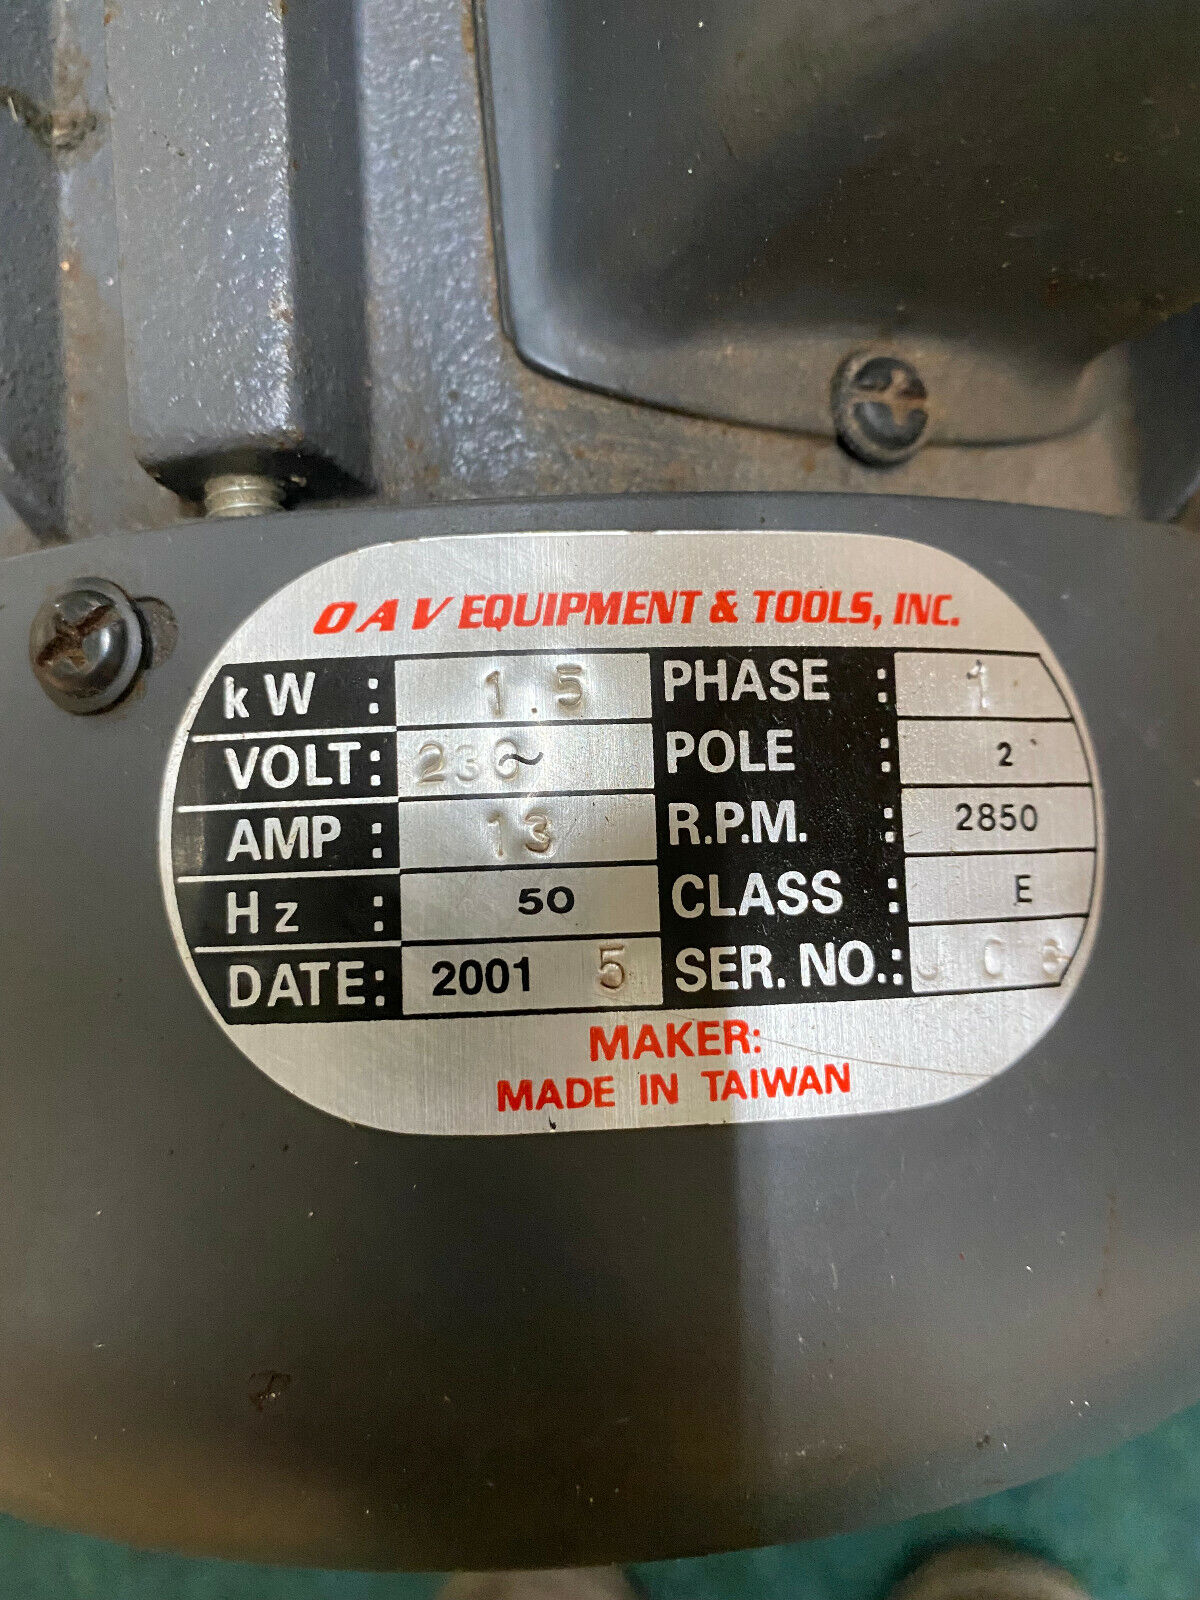 OAV EQUIPMENT & TOOLS, INC.
kW : 1.5 PHASE : 1
VOLT: 230~ POLE : 2
AMP : 13 R.P.M. : 2850
Hz : 50 CLASS : E
DATE: 2001 5 SER. NO.:
MAKER:
MADE IN TAIWAN